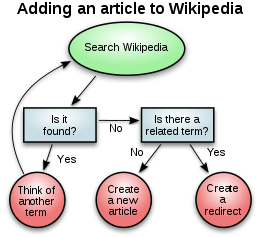 Adding an article to Wikipedia
Search Wikipedia
Is it
found?
No
Is there a
related term?
Yes
No
Yes
Think of
another
term
Create
a new
article
Create
a
redirect